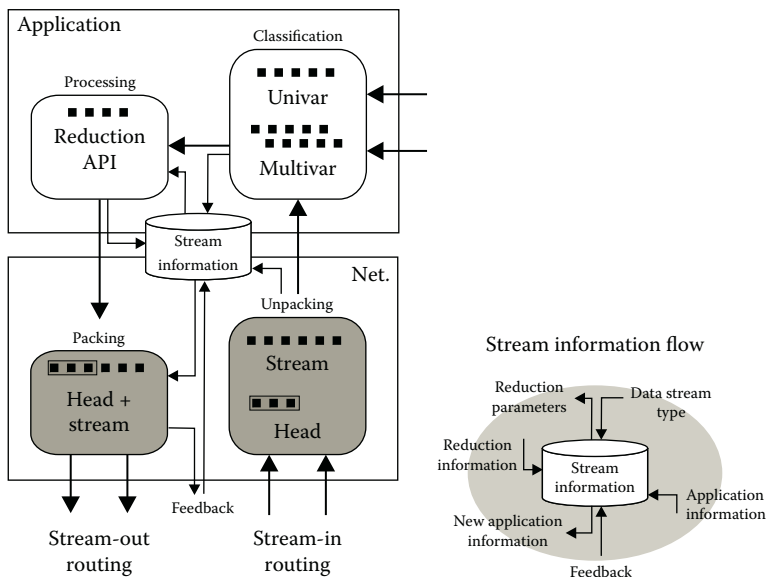 Application
Classification
Univar
Multivar
Processing
Reduction
API
Stream
information
Net.
Unpacking
Stream
Head
Packing
Head +
stream
Feedback
Stream-out
routing
Stream-in
routing
Stream information flow
Reduction
parameters
Data stream
type
Reduction
information
Stream
information
Application
information
New application
information
Feedback